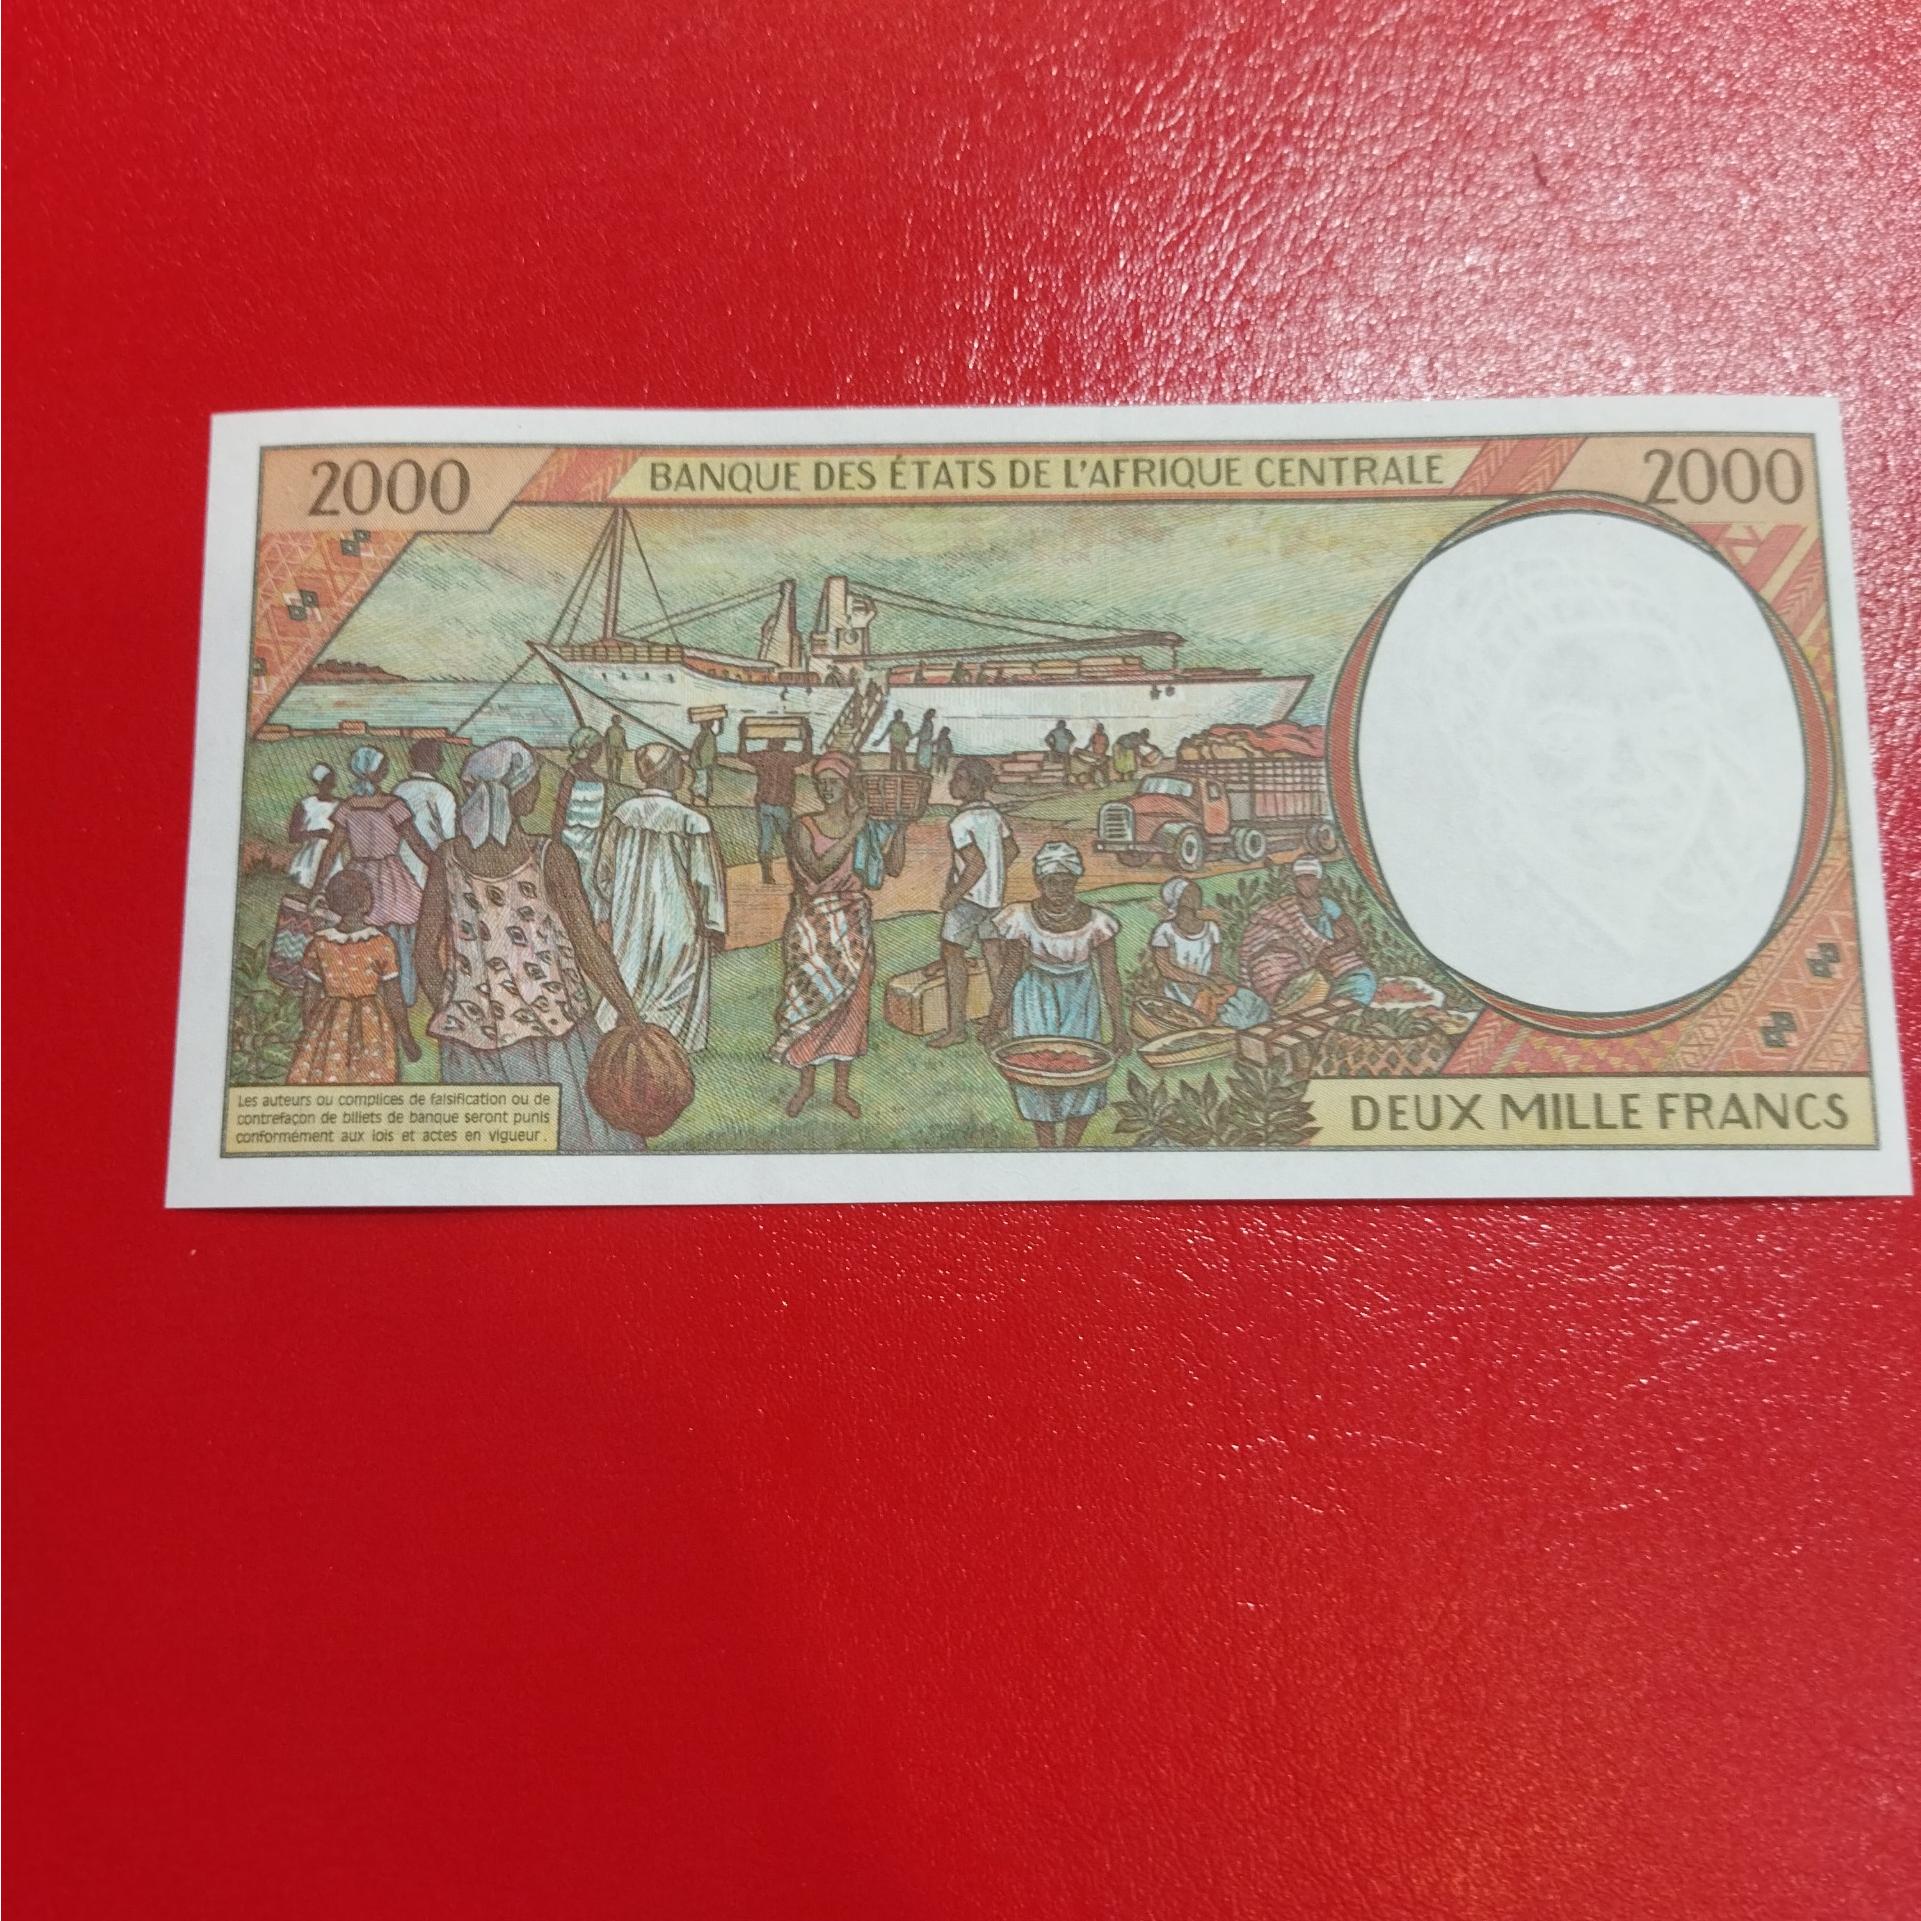 2000
BANQUE DES ÉTATS DE L'AFRIQUE CENTRALE
2000
Les auteurs ou complices de falsification ou de
contrefaçon de billets de banque seront punis
conformément aux lois et actes en vigueur.
DEUX MILLE FRANCS